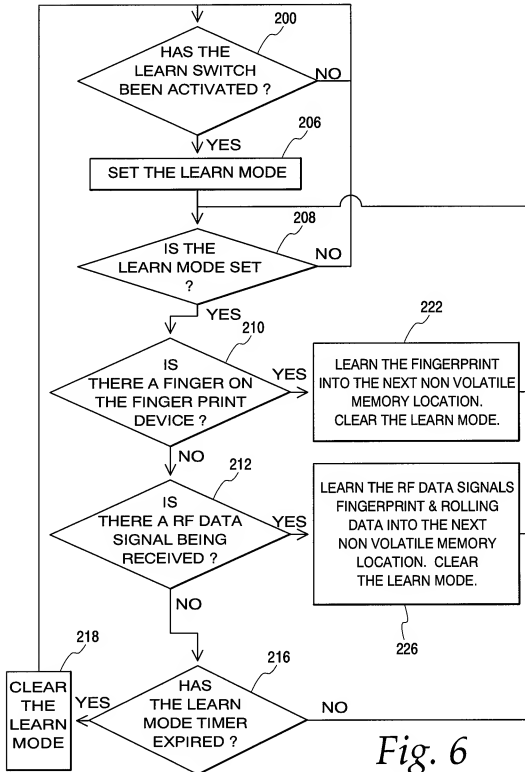 200
HAS THE
LEARN SWITCH
BEEN ACTIVATED ?
NO
YES
206
SET THE LEARN MODE
208
IS THE
LEARN MODE SET
?
NO
YES
210
IS
THERE A FINGER ON
THE FINGER PRINT
DEVICE ?
YES
NO
222
LEARN THE FINGERPRINT
INTO THE NEXT NON VOLATILE
MEMORY LOCATION.
CLEAR THE LEARN MODE.
212
IS
THERE A RF DATA
SIGNAL BEING
RECEIVED ?
YES
NO
LEARN THE RF DATA SIGNALS
FINGERPRINT & ROLLING
DATA INTO THE NEXT
NON VOLATILE MEMORY
LOCATION. CLEAR
THE LEARN MODE.
226
216
HAS
THE LEARN
MODE TIMER
EXPIRED ?
YES
NO
218
CLEAR
THE
LEARN
MODE
Fig. 6